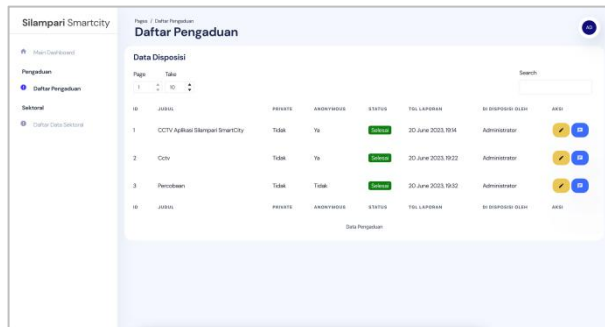 Silampari Smartcity
Main Dashboard
Pengaduan
Daftar Pengaduan
Sektoral
Daftar Data Sektoral
Pages / Daftar Pengaduan
Daftar Pengaduan
AD
Data Disposisi
Page Take Search
1 10
ID JUDUL PRIVATE ANONYMOUS STATUS TGL LAPORAN DI DISPOSISI OLEH AKSI
1 CCTV Aplikasi Silampari SmartCity Tidak Ya Selesai 20 June 2023, 19:14 Administrator
2 Cctv Tidak Ya Selesai 20 June 2023, 19:22 Administrator
3 Percobaan Tidak Tidak Selesai 20 June 2023, 19:32 Administrator
ID JUDUL PRIVATE ANONYMOUS STATUS TGL LAPORAN DI DISPOSISI OLEH AKSI
Data Pengaduan